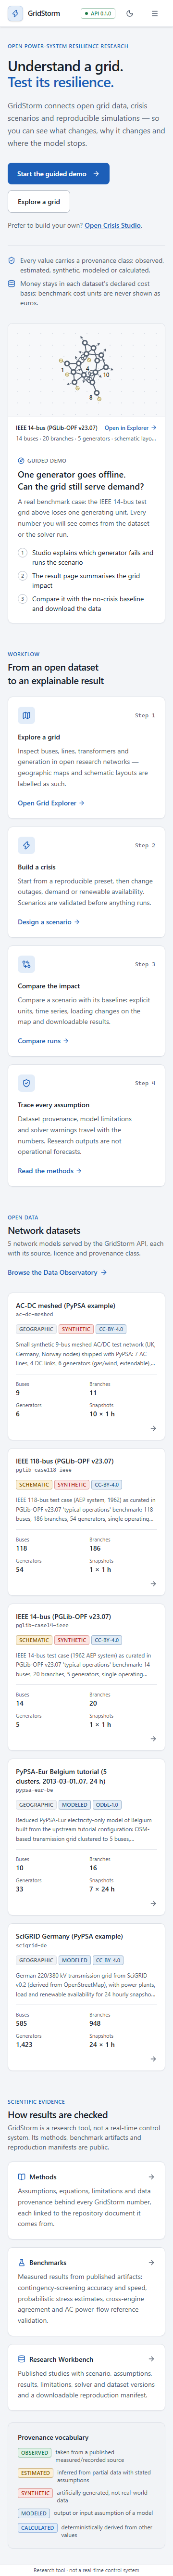 GridStorm
API 0.1.0
OPEN POWER-SYSTEM RESILIENCE RESEARCH
Understand a grid.
Test its resilience.
GridStorm connects open grid data, crisis
scenarios and reproducible simulations — so
you can see what changes, why it changes and
where the model stops.
Start the guided demo
Explore a grid
Prefer to build your own? Open Crisis Studio.
Every value carries a provenance class: observed,
estimated, synthetic, modeled or calculated.
Money stays in each dataset's declared cost
basis; benchmark cost units are never shown as
euros.
1
4
10
8
IEEE 14-bus (PGLib-OPF v23.07)
Open in Explorer
14 buses · 20 branches · 5 generators · schematic layo...
GUIDED DEMO
One generator goes offline.
Can the grid still serve demand?
A real benchmark case: the IEEE 14-bus test
grid above loses one generating unit. Every
number you will see comes from the dataset
or the solver run.
1 Studio explains which generator fails and
runs the scenario
2 The result page summarises the grid
impact
3 Compare it with the no-crisis baseline
and download the data
WORKFLOW
From an open dataset
to an explainable result
Step 1
Explore a grid
Inspect buses, lines, transformers and
generation in open research networks —
geographic maps and schematic layouts are
labelled as such.
Open Grid Explorer
Step 2
Build a crisis
Start from a reproducible preset, then change
outages, demand or renewable availability.
Scenarios are validated before anything runs.
Design a scenario
Step 3
Compare the impact
Compare a scenario with its baseline: explicit
units, time series, loading changes on the
map and downloadable results.
Compare runs
Step 4
Trace every assumption
Dataset provenance, model limitations and
solver warnings travel with the
numbers. Research outputs are not
operational forecasts.
Read the methods
OPEN DATA
Network datasets
5 network models served by the GridStorm API, each
with its source, licence and provenance class.
Browse the Data Observatory
AC-DC meshed (PyPSA example)
ac-dc-meshed
GEOGRAPHIC SYNTHETIC CC-BY-4.0
Small synthetic 9-bus meshed AC/DC test network (UK,
Germany, Norway nodes) shipped with PyPSA: 7 AC
lines, 4 DC links, 6 generators (gas/wind, extendable),...
Buses
9
Branches
11
Generators
6
Snapshots
10 × 1 h
IEEE 118-bus (PGLib-OPF v23.07)
pglib-case118-ieee
SCHEMATIC SYNTHETIC CC-BY-4.0
IEEE 118-bus test case (AEP system, 1962) as curated in
PGLib-OPF v23.07 'typical operations' benchmark: 118
buses, 186 branches, 54 generators, single operating...
Buses
118
Branches
186
Generators
54
Snapshots
1 × 1 h
IEEE 14-bus (PGLib-OPF v23.07)
pglib-case14-ieee
SCHEMATIC SYNTHETIC CC-BY-4.0
IEEE 14-bus test case (1962 AEP system) as curated in
PGLib-OPF v23.07 'typical operations' benchmark: 14
buses, 20 branches, 5 generators; single operating...
Buses
14
Branches
20
Generators
5
Snapshots
1 × 1 h
PyPSA-Eur Belgium tutorial (5
clusters, 2013-03-01..07, 24 h)
pypsa-eur-be
GEOGRAPHIC MODELED ODbL-1.0
Reduced PyPSA-Eur electricity-only model of Belgium
built from the upstream tutorial configuration: OSM-
based transmission grid clustered to 5 buses,...
Buses
10
Branches
16
Generators
33
Snapshots
7 × 24 h
SciGRID Germany (PyPSA example)
scigrid-de
GEOGRAPHIC MODELED CC-BY-4.0
German 220/380 kV transmission grid from SciGRID
v0.2 (derived from OpenStreetMap), with power plants,
load and renewable availability for 24 hourly snapshot...
Buses
585
Branches
948
Generators
1,423
Snapshots
24 × 1 h
SCIENTIFIC EVIDENCE
How results are checked
GridStorm is a research tool, not a real-time control
system. Its methods, benchmark artifacts and
reproduction manifests are public.
Methods
Assumptions, equations, limitations and data
provenance behind every GridStorm number,
each linked to the repository document it
comes from.
Benchmarks
Measured results from published artifacts:
contingency-screening accuracy and speed,
probabilistic stress estimates, cross-engine
agreement and AC power-flow reference
validation.
Research Workbench
Published studies with scenario, assumptions,
results, limitations, solver and dataset versions
and a downloadable reproduction manifest.
Provenance vocabulary
OBSERVED taken from a published
measured/recorded source
ESTIMATED inferred from partial data with stated
assumptions
SYNTHETIC artificially generated, not real-world
data
MODELED output or input assumption of a model
CALCULATED deterministically derived from other
values
Research tool · not a real-time control system